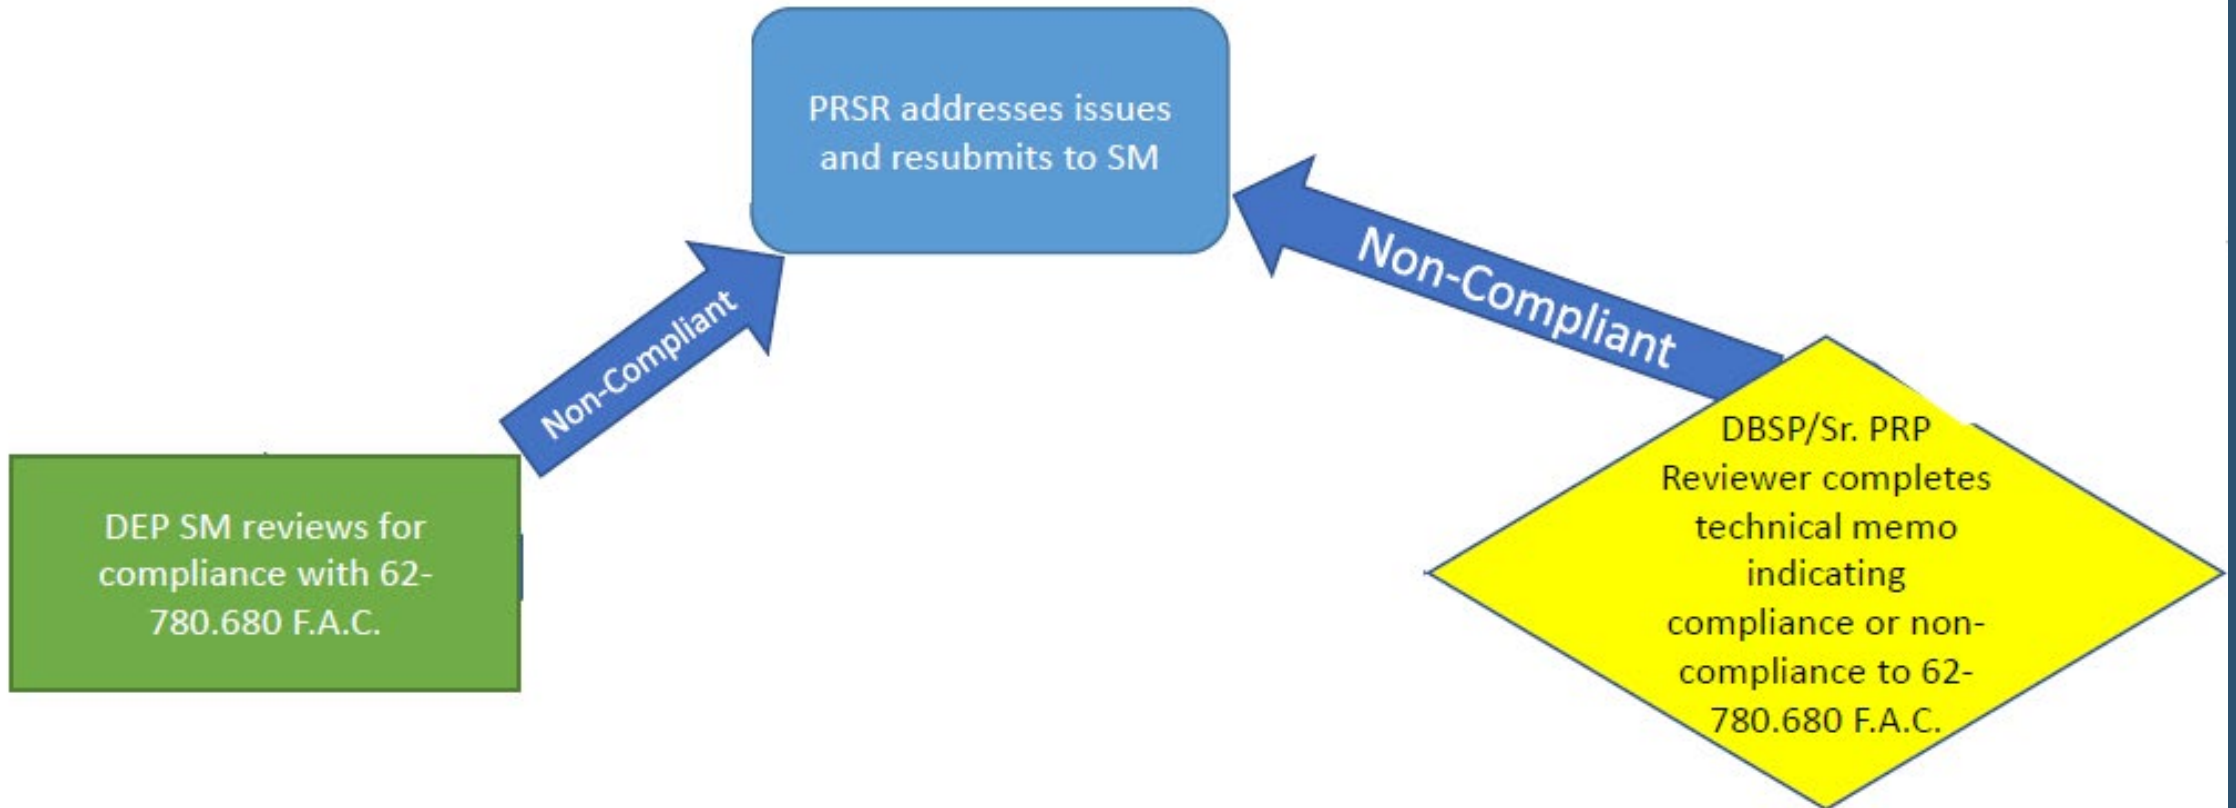 PRSR addresses issues
and resubmits to SM
Non-Compliant
Non-Compliant
DEP SM reviews for
compliance with 62-
780.680 F.A.C.
DBSP/Sr. PRP
Reviewer completes
technical memo
indicating
compliance or non-
compliance to 62-
780.680 F.A.C.